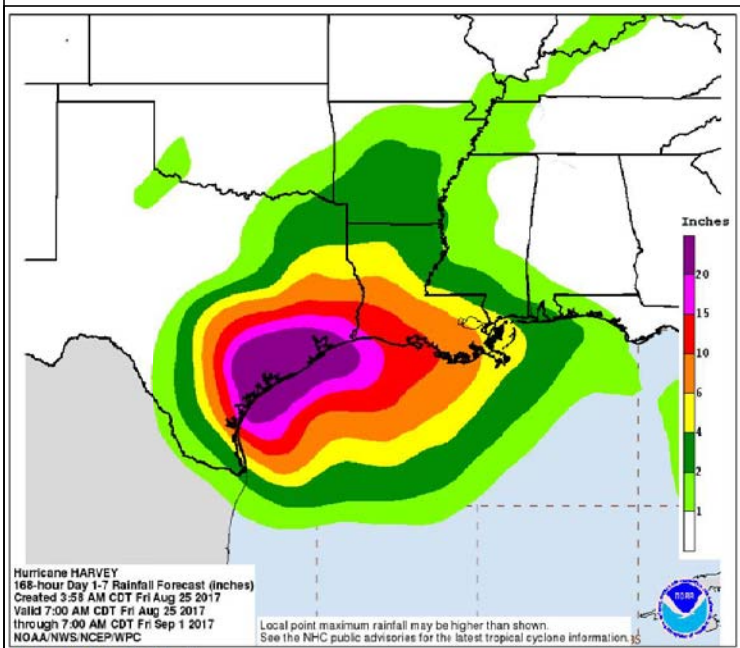 Inches
20
15
10
6
4
2
1
Hurricane HARVEY
168-hour Day 1-7 Rainfall Forecast (inches)
Created 3:58 AM CDT Fri Aug 25 2017
Valid 7:00 AM CDT Fri Aug 25 2017
through 7:00 AM CDT Fri Sep 1 2017
NOAA/NWS/NCEP/WPC
Local point maximum rainfall may be higher than shown.
See the NHC public advisories for the latest tropical cyclone information.
NOAA